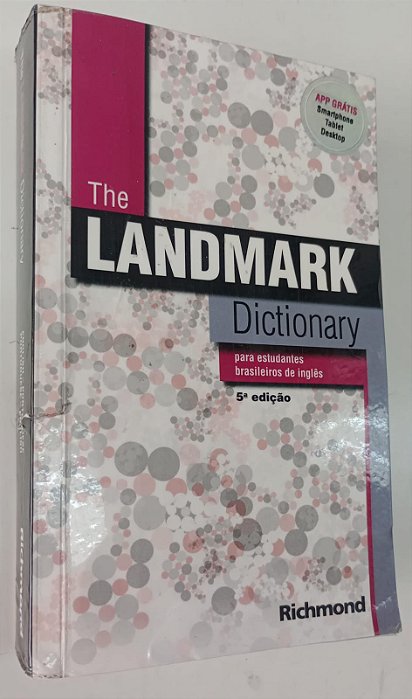 APP GRÁTIS
Smartphone
Tablet
Desktop
The
LANDMARK
Dictionary
para estudantes
brasileiros de inglês
5ª edição
Richmond